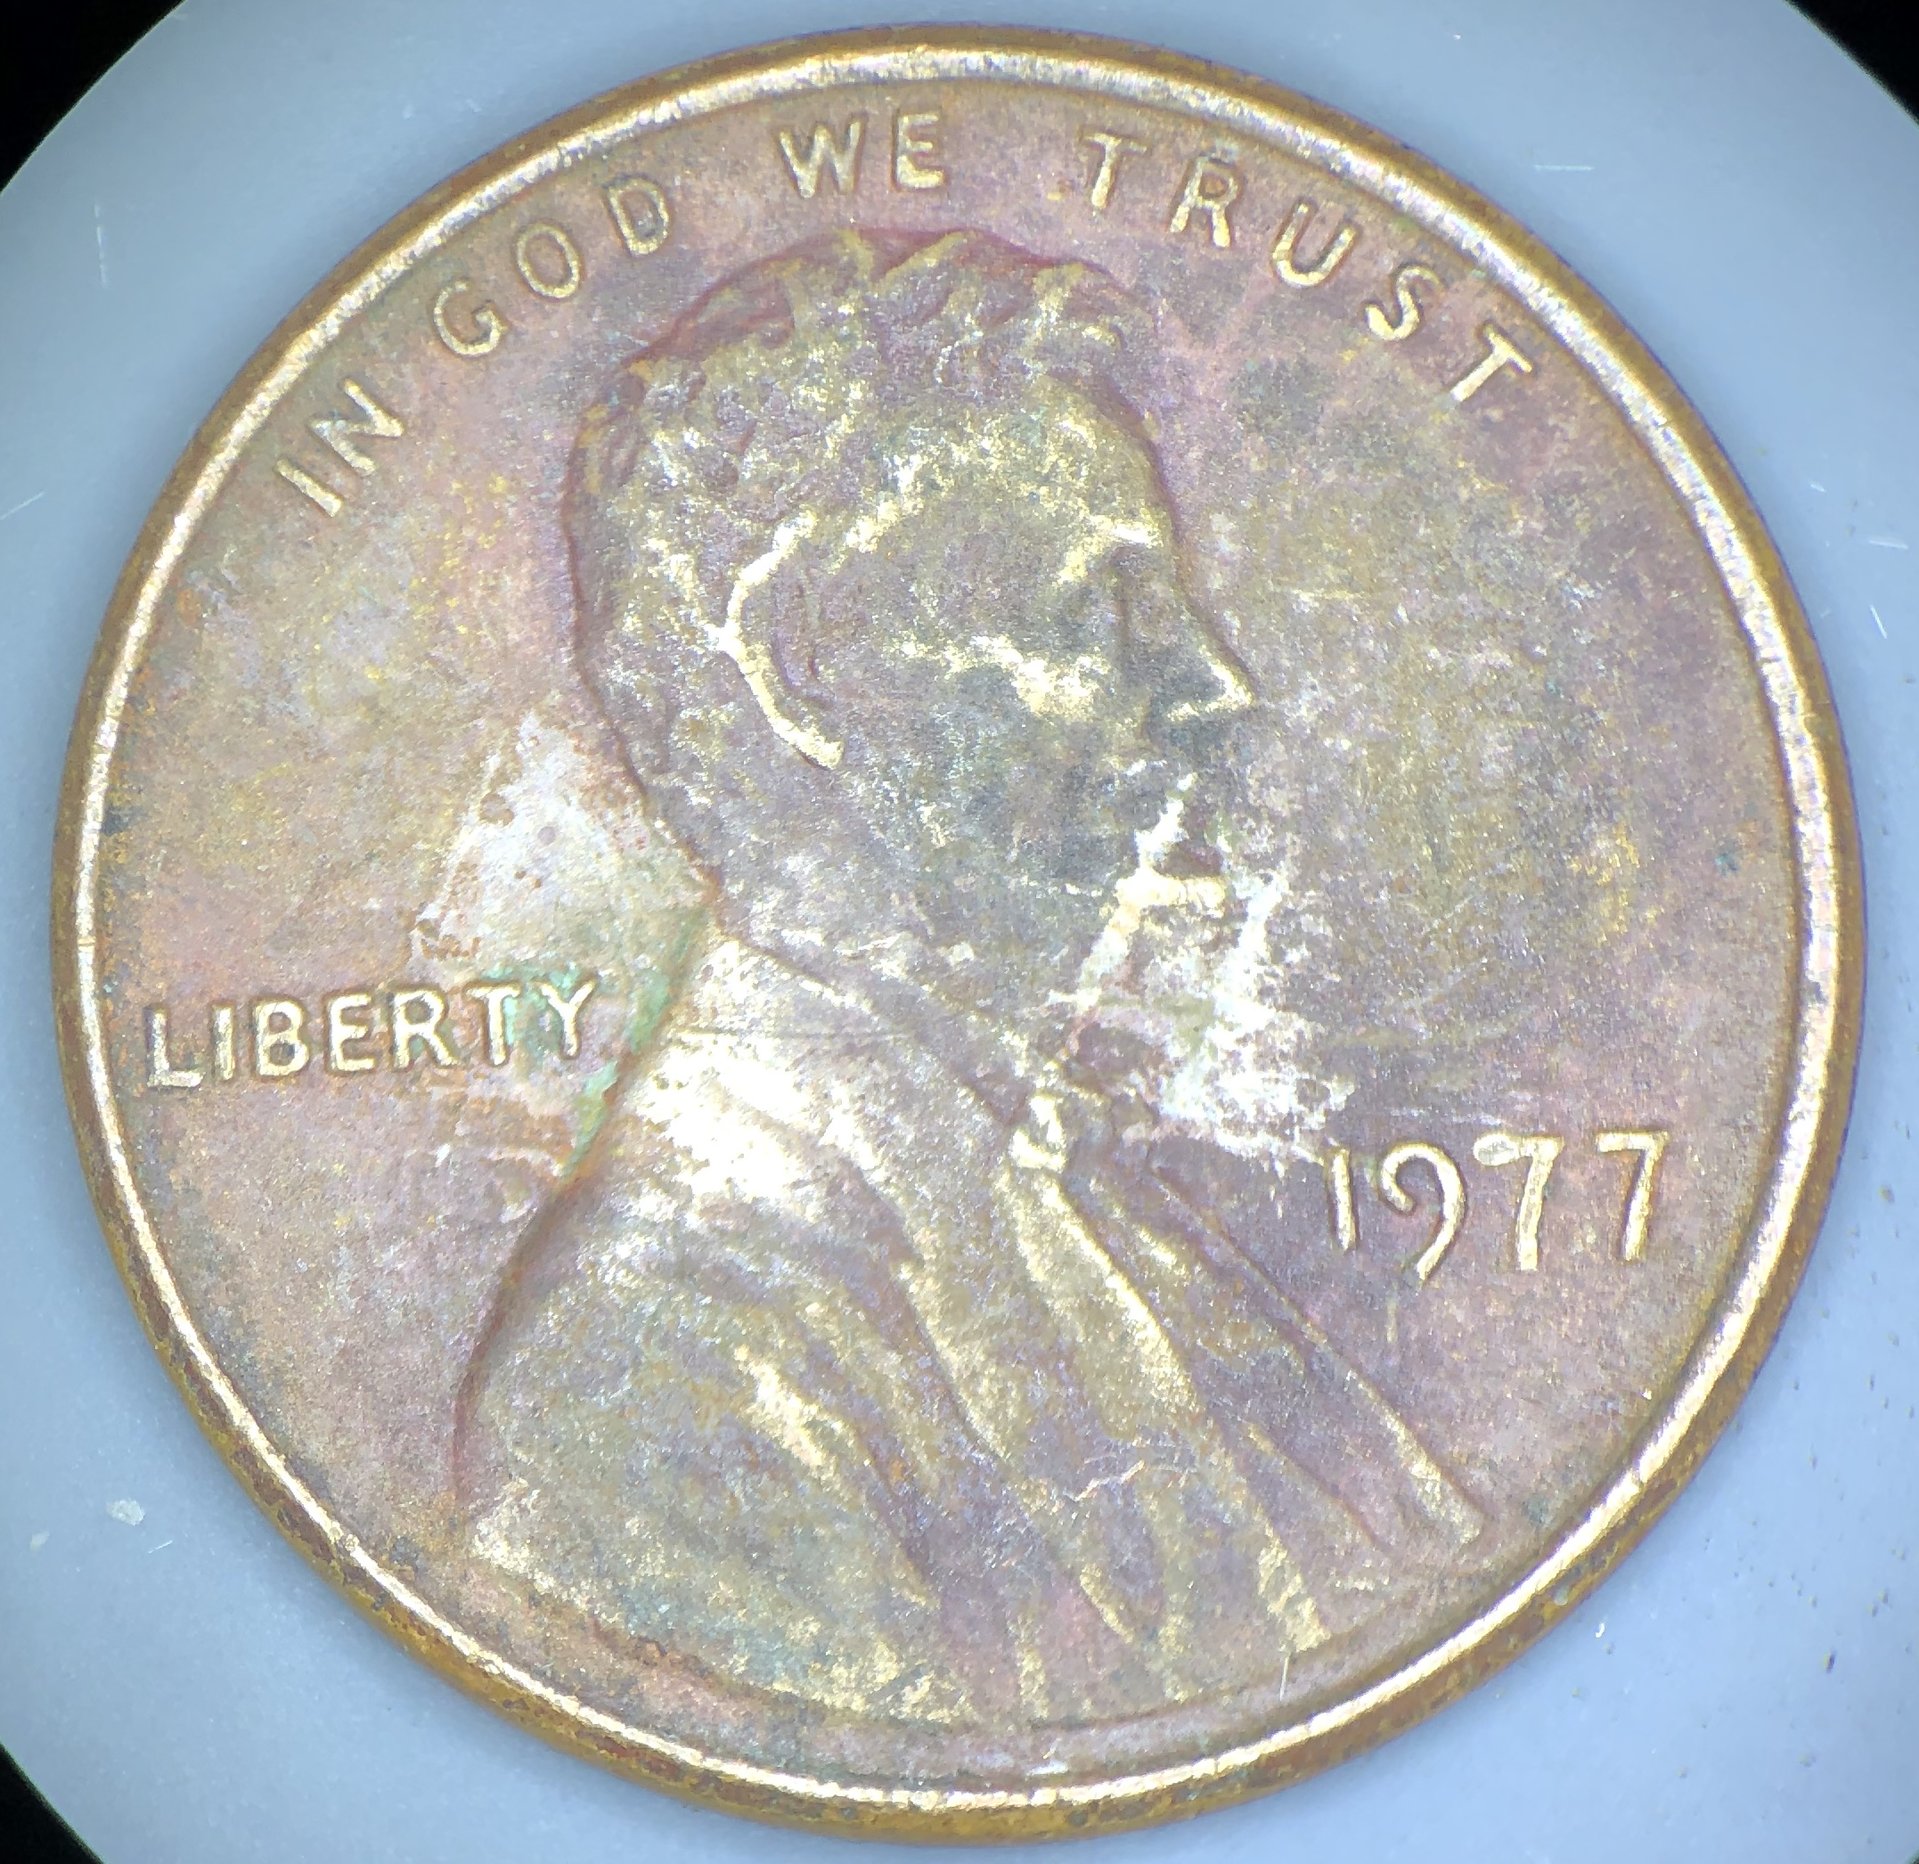 IN GOD WE TRUST
LIBERTY
1977